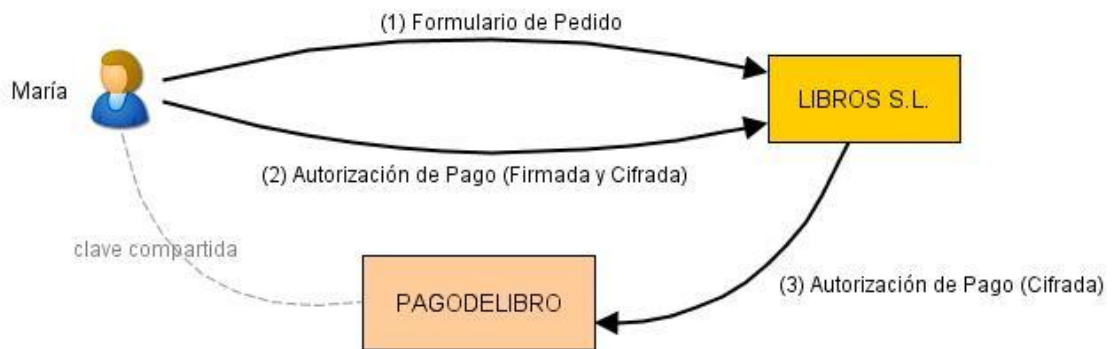 (1) Formulario de Pedido
María
LIBROS S.L.
(2) Autorización de Pago (Firmada y Cifrada)
clave compartida
(3) Autorización de Pago (Cifrada)
PAGODELIBRO